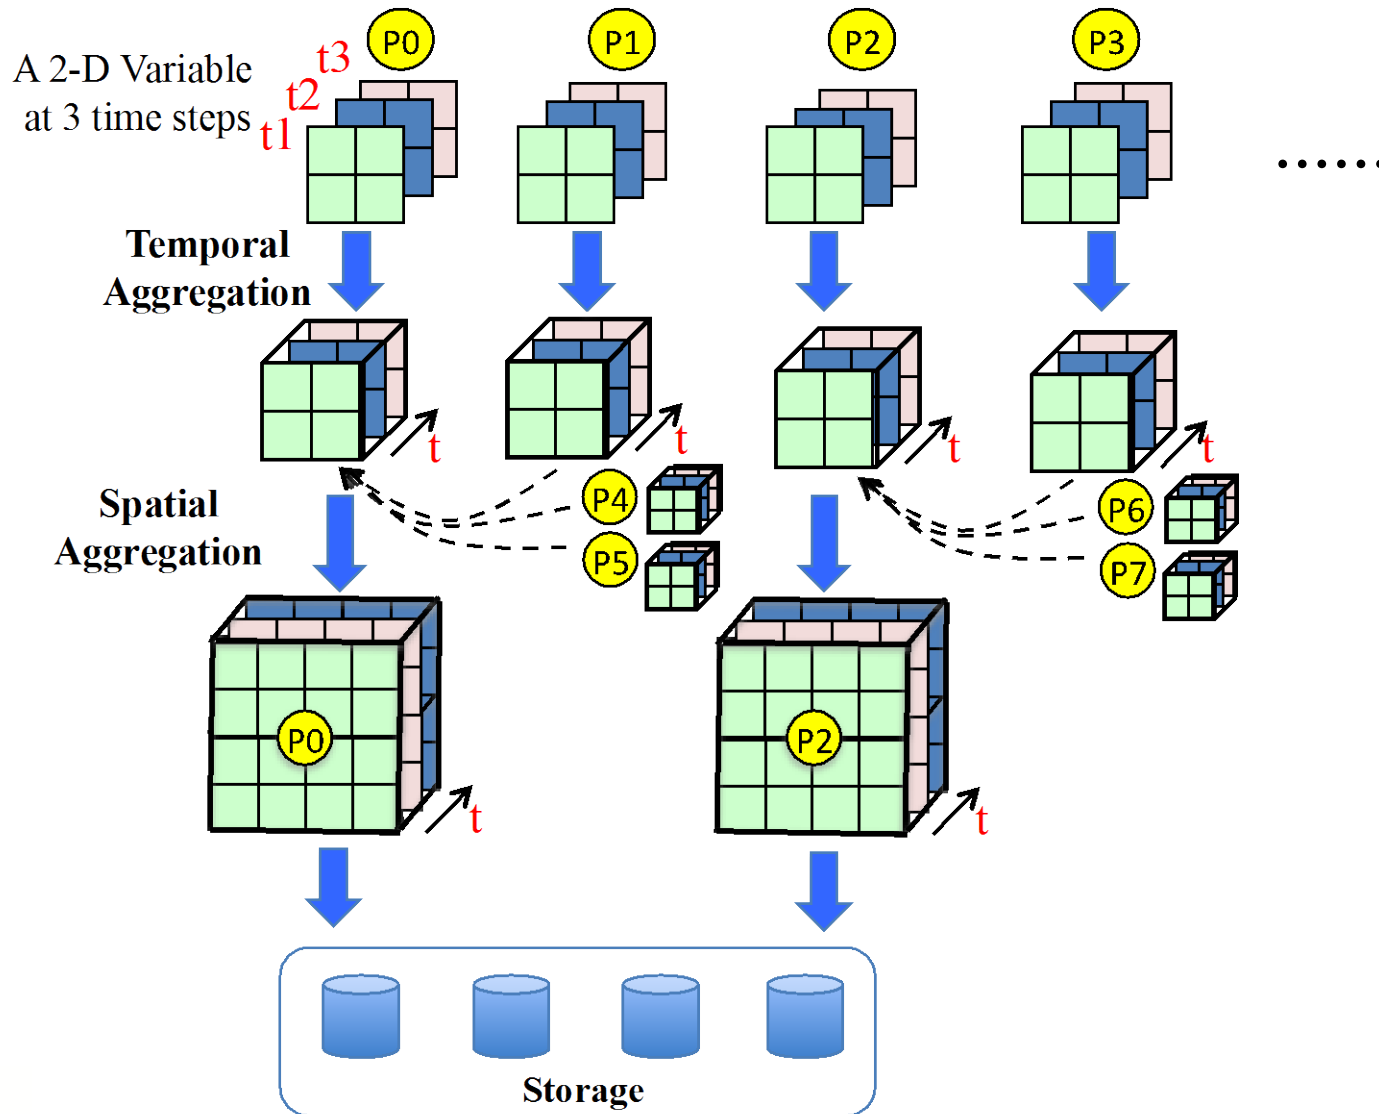 P0
P1
P2
P3
A 2-D Variable
at 3 time steps
t3
t2
t1
......
Temporal
Aggregation
t
t
t
t
Spatial
Aggregation
P4
P5
P6
P7
P0
P2
t
t
Storage